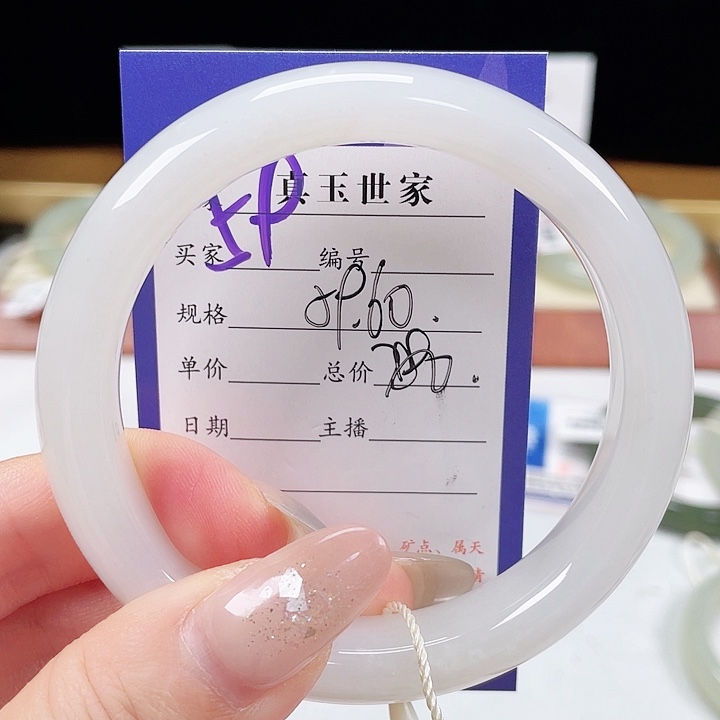 真玉世家
买家 编号
规格 60.
单价 总价
日期 主播
矿点、属天